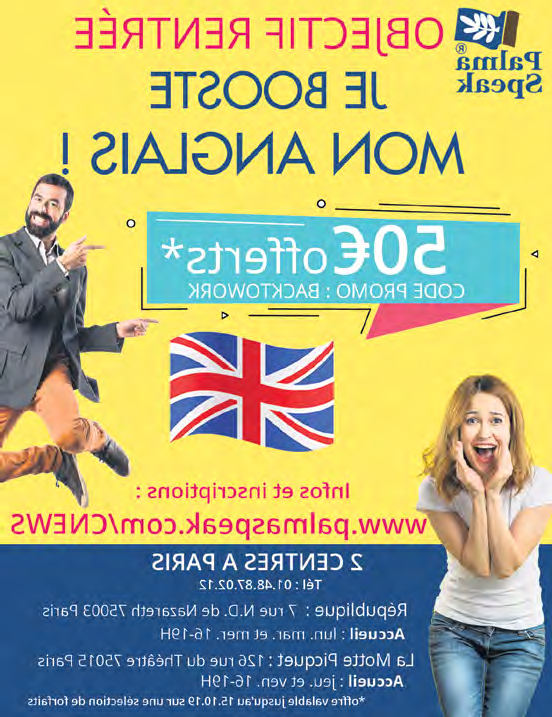 Palma
Speak®
OBJECTIF RENTRÉE
JE BOOSTE
MON ANGLAIS !
50€ offerts*
CODE PROMO : BACKTOWORK
Infos et inscriptions :
www.palmaspeak.com/CNEWS
2 CENTRES A PARIS
Tél : 01.48.87.02.12
République : 7 rue N.D. de Nazareth 75003 Paris
Accueil : lun. mar. et mer. 16-19H
La Motte Picquet : 126 rue du Théâtre 75015 Paris
Accueil : jeu. et ven. 16-19H
*offre valable jusqu'au 15.10.19 sur une sélection de forfaits